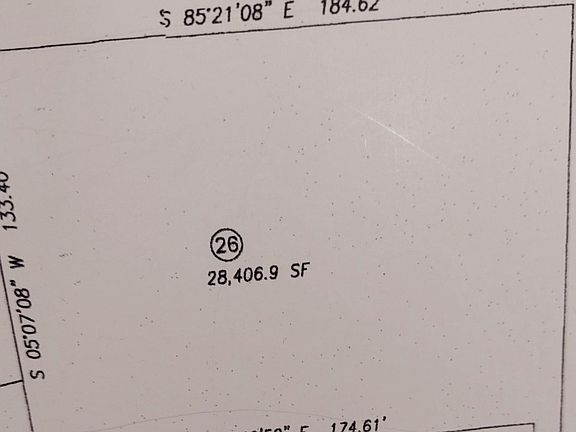 S 85°21'08" E 184.62
S 05°07'08" W 133.40
26
28,406.9 SF
E 174.61'